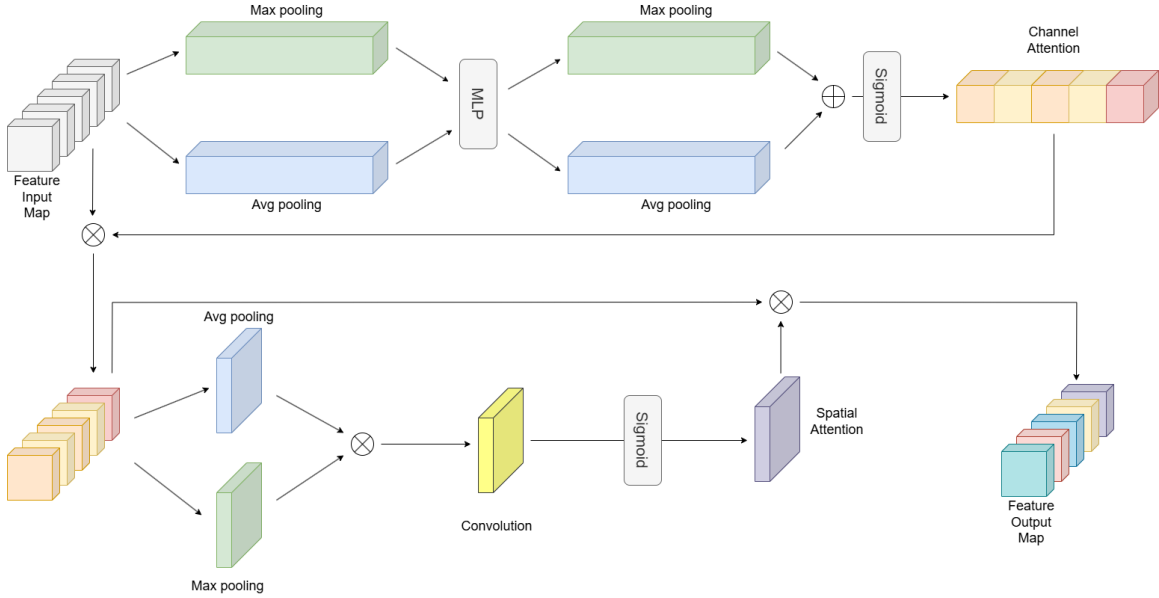 Max pooling
Max pooling
Channel
Attention
MLP
Sigmoid
Feature
Input
Map
Avg pooling
Avg pooling
Avg pooling
Sigmoid
Spatial
Attention
Convolution
Feature
Output
Map
Max pooling